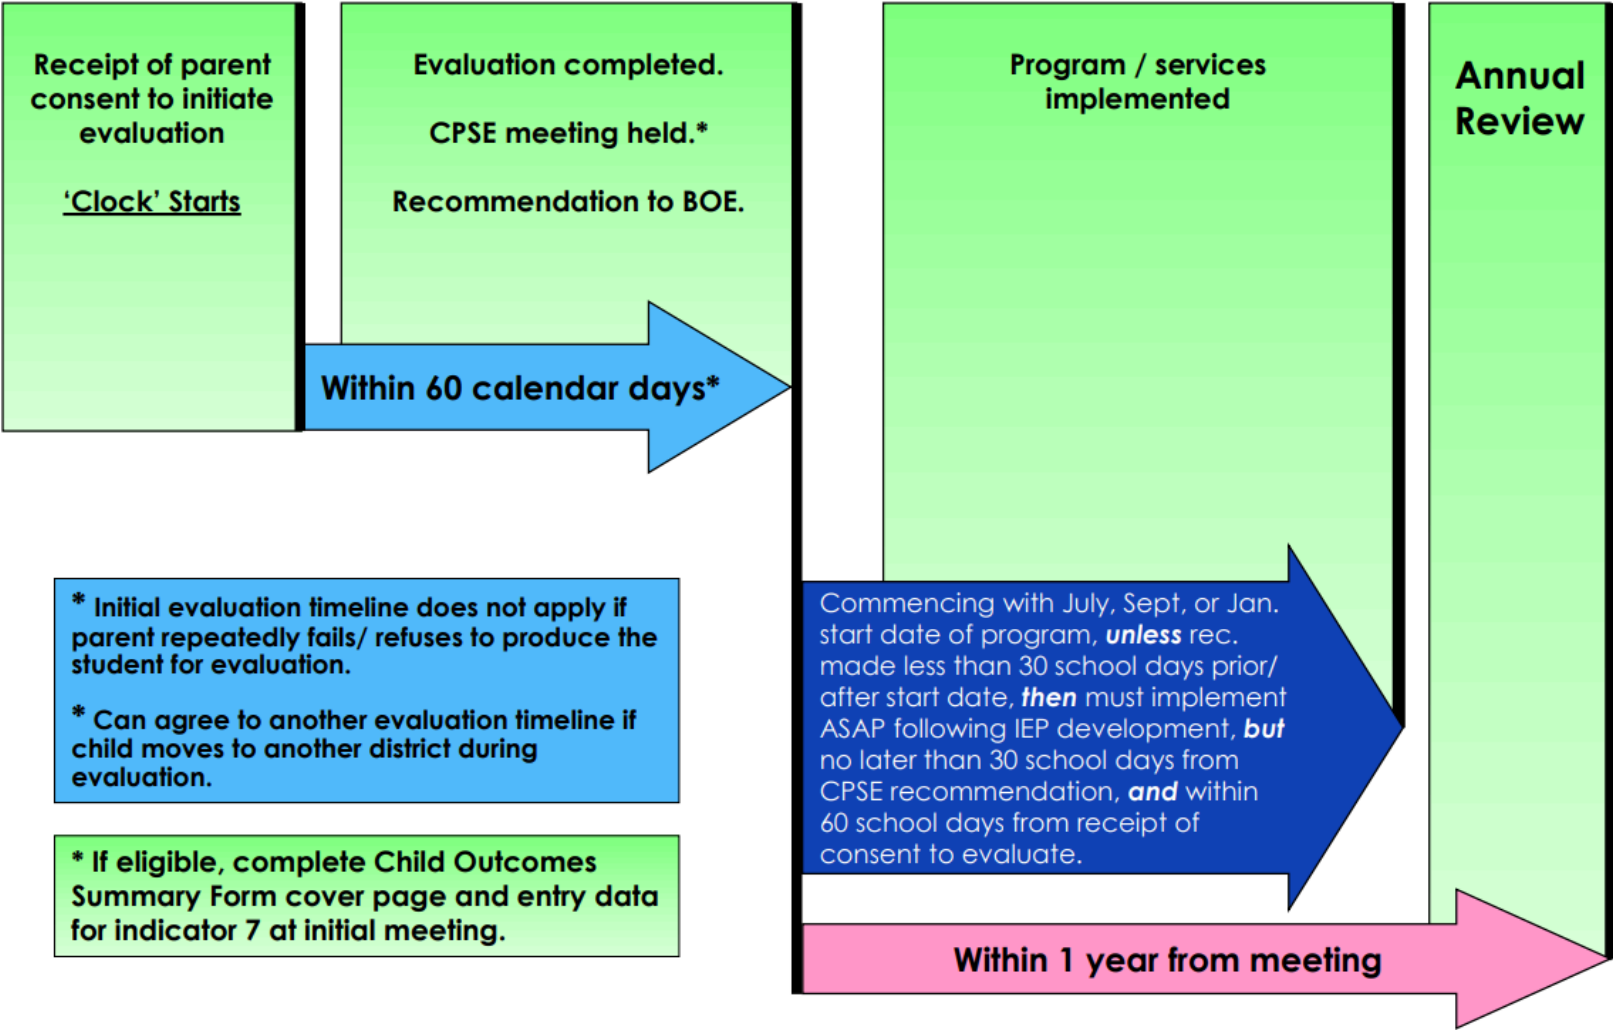 Receipt of parent
consent to initiate
evaluation
‘Clock’ Starts
Evaluation completed.
CPSE meeting held.*
Recommendation to BOE.
Program / services
implemented
Annual
Review
Within 60 calendar days*
* Initial evaluation timeline does not apply if
parent repeatedly fails/ refuses to produce the
student for evaluation.
* Can agree to another evaluation timeline if
child moves to another district during
evaluation.
* If eligible, complete Child Outcomes
Summary Form cover page and entry data
for indicator 7 at initial meeting.
Commencing with July, Sept, or Jan.
start date of program, unless rec.
made less than 30 school days prior/
after start date, then must implement
ASAP following IEP development, but
no later than 30 school days from
CPSE recommendation, and within
60 school days from receipt of
consent to evaluate.
Within 1 year from meeting